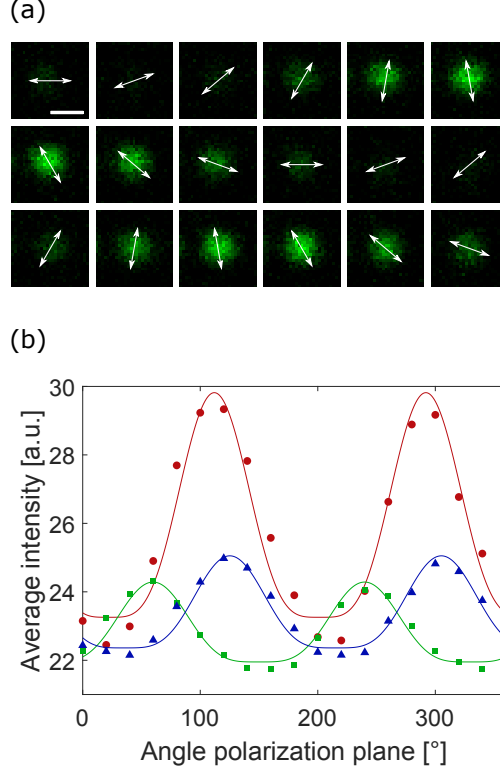 (a)
(b)
30
28
26
24
22
Average intensity [a.u.]
0
100
200
300
Angle polarization plane [°]